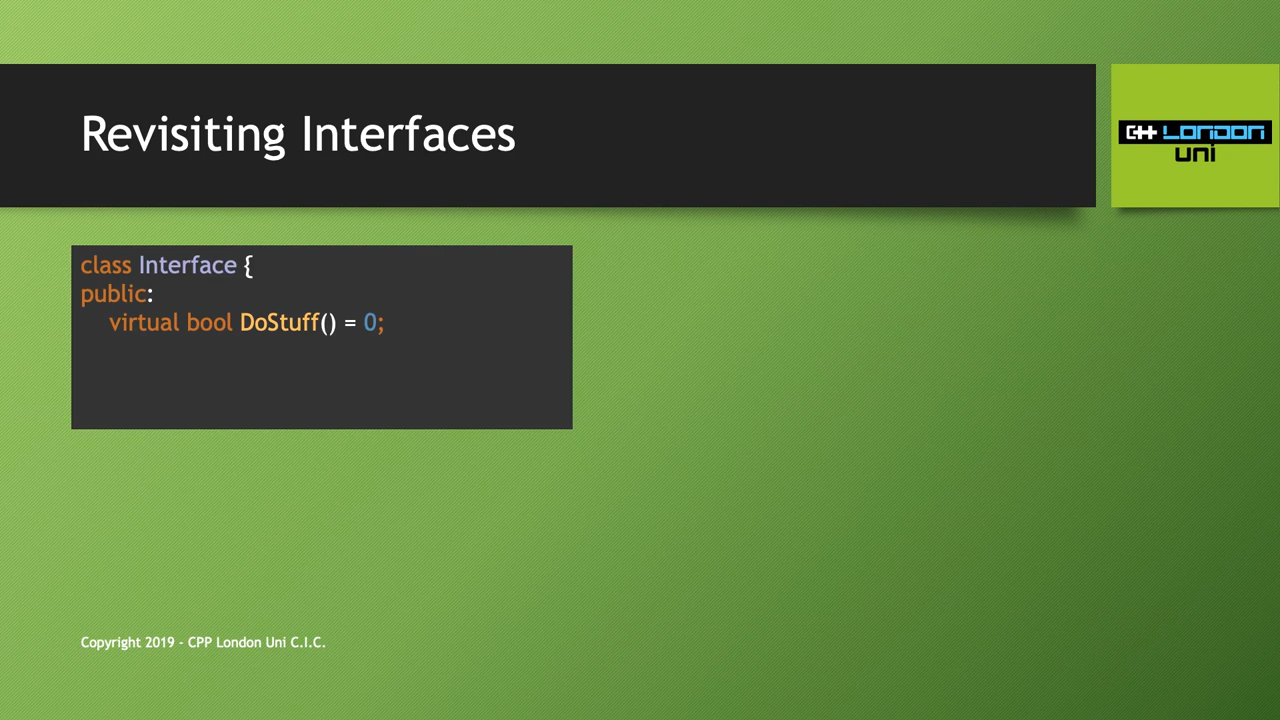 Revisiting Interfaces
C++ LONDON
uni
class Interface {
public:
virtual bool DoStuff() = 0;
Copyright 2019 - CPP London Uni C.I.C.